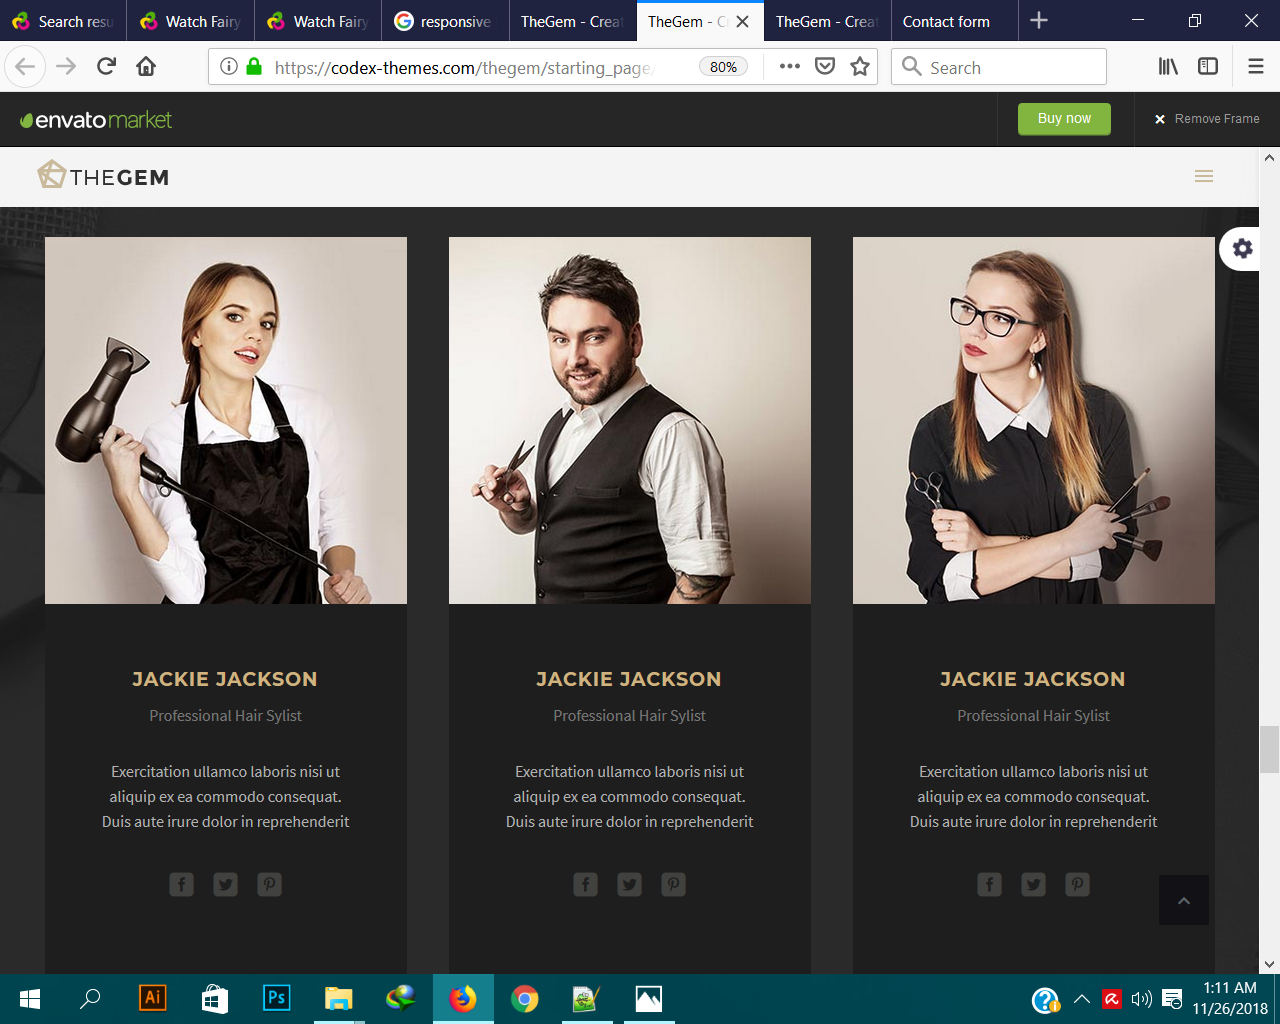 Search resu
Watch Fairy
Watch Fairy
responsive
TheGem - Creat
TheGem - C
TheGem - Creat
Contact form
https://codex-themes.com/thegem/starting_page/
80%
Search
envato market
Buy now
Remove Frame
THEGEM
JACKIE JACKSON
Professional Hair Sylist
Exercitation ullamco laboris nisi ut
aliquip ex ea commodo consequat.
Duis aute irure dolor in reprehenderit
JACKIE JACKSON
Professional Hair Sylist
Exercitation ullamco laboris nisi ut
aliquip ex ea commodo consequat.
Duis aute irure dolor in reprehenderit
JACKIE JACKSON
Professional Hair Sylist
Exercitation ullamco laboris nisi ut
aliquip ex ea commodo consequat.
Duis aute irure dolor in reprehenderit
Ai
Ps
1:11 AM
11/26/2018